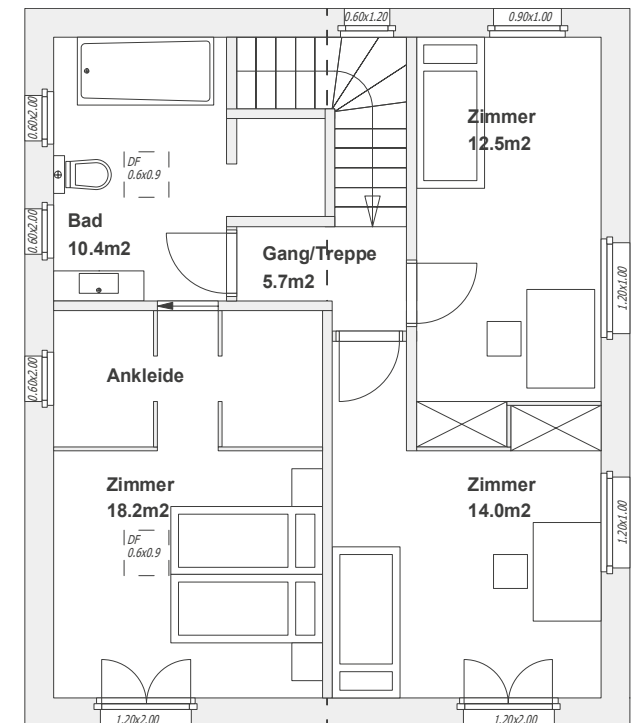 0.60x1.20
0.90x1.00
0.60x2.00
Zimmer
12.5m2
DF
0.6x0.9
0.60x2.00
Bad
10.4m2
Gang/Treppe
5.7m2
1.20x1.00
0.60x2.00
Ankleide
Zimmer
18.2m2
Zimmer
14.0m2
1.20x1.00
DF
0.6x0.9
1.20x2.00
1.20x2.00